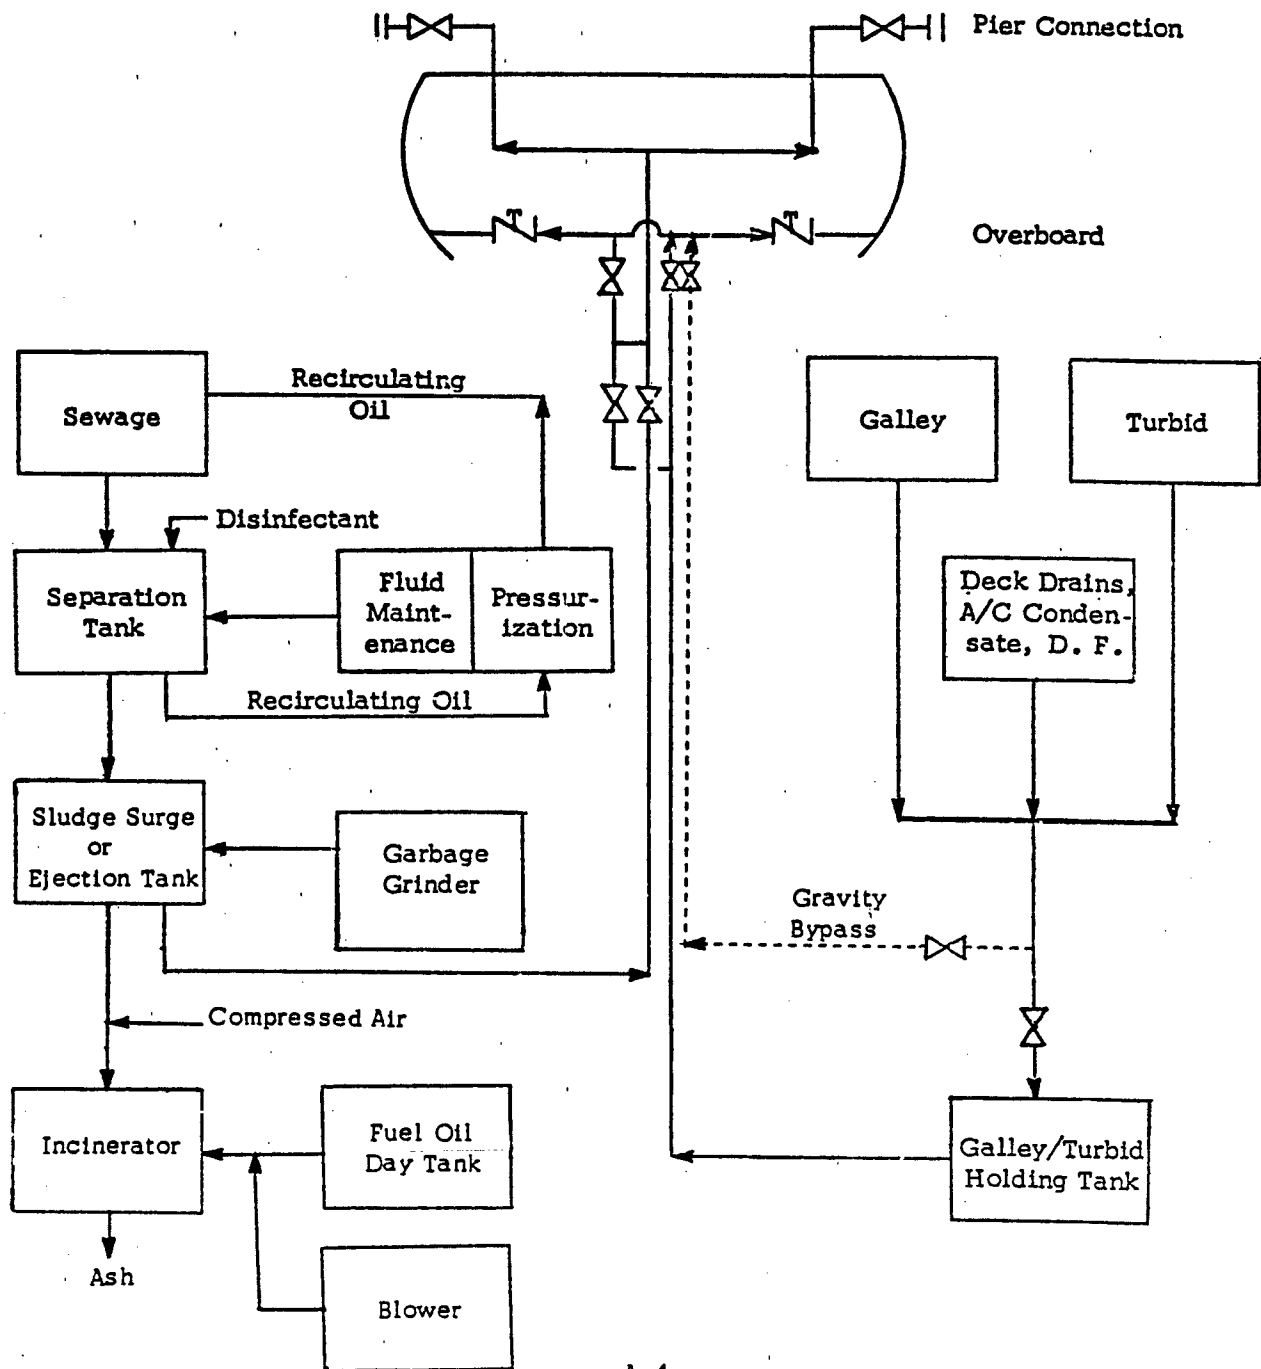 Pier Connection
Overboard
Recirculating
Oil
Sewage
Galley
Turbid
Disinfectant
Separation
Tank
Fluid
Maint-
enance
Pressur-
ization
Deck Drains,
A/C Conden-
sate, D. F.
Recirculating Oil
Sludge Surge
or
Ejection Tank
Garbage
Grinder
Gravity
Bypass
Compressed Air
Incinerator
Fuel Oil
Day Tank
Galley/Turbid
Holding Tank
Ash
Blower